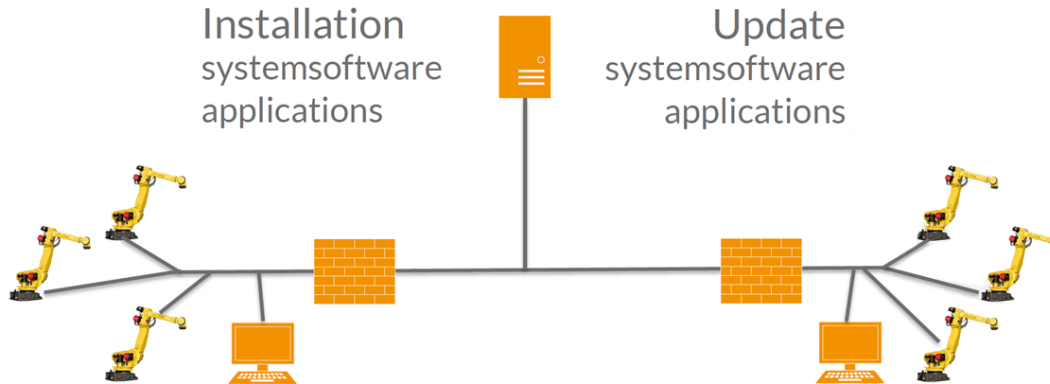 Installation
systemsoftware
applications
Update
systemsoftware
applications